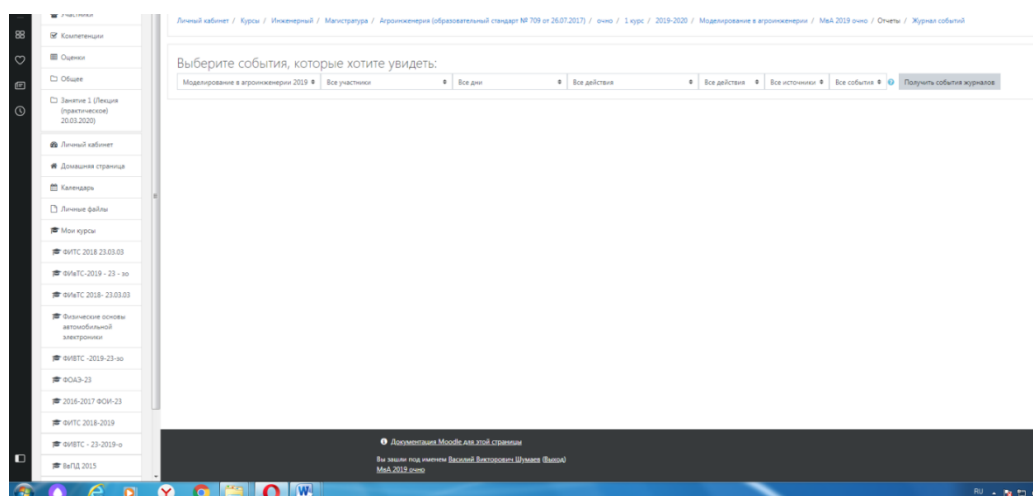 Участники
Компетенции
Оценки
Общее
Занятие 1 (Лекция
(практическое)
20.03.2020)
Личный кабинет
Домашняя страница
Календарь
Личные файлы
Мои курсы
ФИТС 2018 23.03.03
ФИвТС-2019 - 23 - зо
ФИвТС 2018- 23.03.03
Физические основы
автомобильной
электроники
ФИВТС -2019-23-зо
ФОАЭ-23
2016-2017 ФОИ-23
ФИТС 2018-2019
ФИВТС - 23-2019-о
ВеПД 2015
Личный кабинет / Курсы / Инженерный / Магистратура / Агроинженерия (образовательный стандарт № 709 от 26.07.2017) / очно / 1 курс / 2019-2020 / Моделирование в агроинженерии / МвА 2019 очно / Отчеты / Журнал событий
Выберите события, которые хотите увидеть:
Моделирование в агроинженерии 2019 Все участники Все дни Все действия Все действия Все источники Все события Получить события журналов
Документация Moodle для этой страницы
Вы зашли под именем Василий Викторович Шумаев (Выход)
МвА 2019 очно
RU